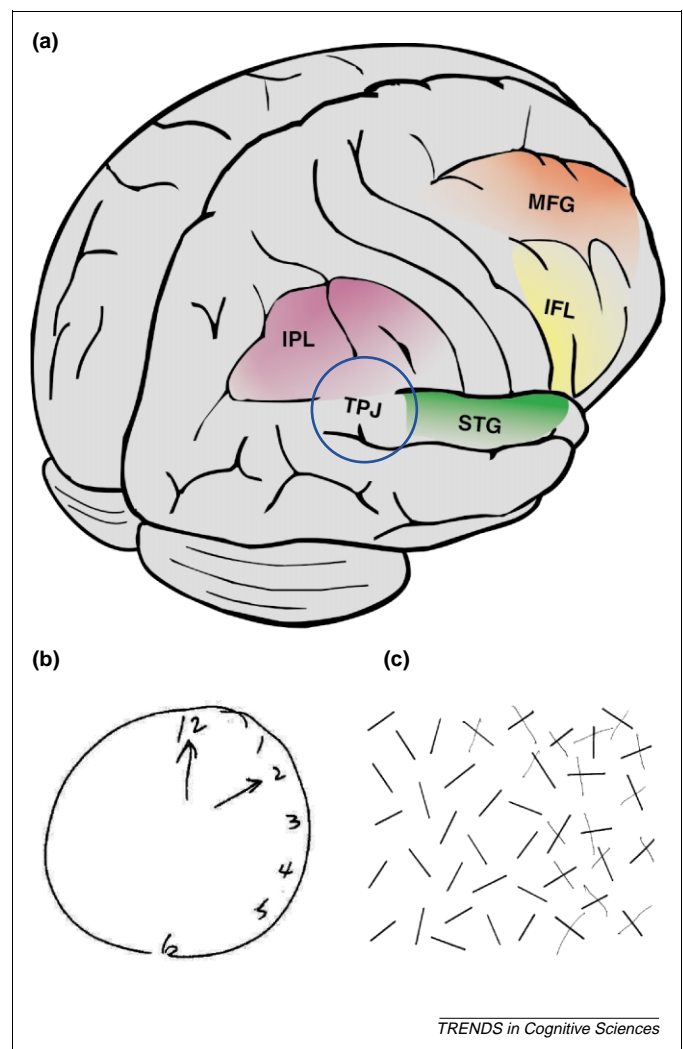 (a)
MFG
IFL
IPL
TPJ
STG
(b)
(c)
12
1
2
3
4
5
6
TRENDS in Cognitive Sciences